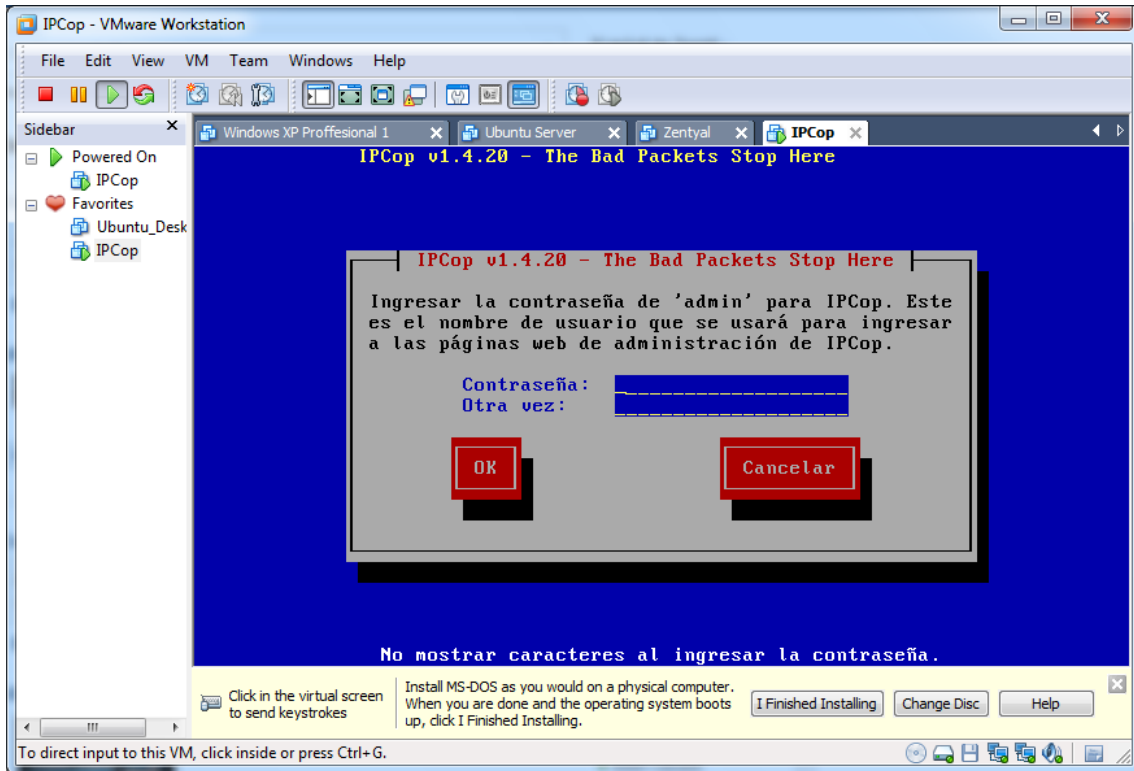 IPCop - VMware Workstation
File Edit View VM Team Windows Help
Sidebar
Powered On
IPCop
Favorites
Ubuntu_Desk
IPCop
Windows XP Proffesional 1 Ubuntu Server Zentyal IPCop
IPCop v1.4.20 - The Bad Packets Stop Here
IPCop v1.4.20 - The Bad Packets Stop Here
Ingresar la contraseña de 'admin' para IPCop. Este
es el nombre de usuario que se usará para ingresar
a las páginas web de administración de IPCop.
Contraseña:
Otra vez:
OK Cancelar
No mostrar caracteres al ingresar la contraseña.
Click in the virtual screen
to send keystrokes
Install MS-DOS as you would on a physical computer.
When you are done and the operating system boots
up, click I Finished Installing.
I Finished Installing Change Disc Help
To direct input to this VM, click inside or press Ctrl+G.